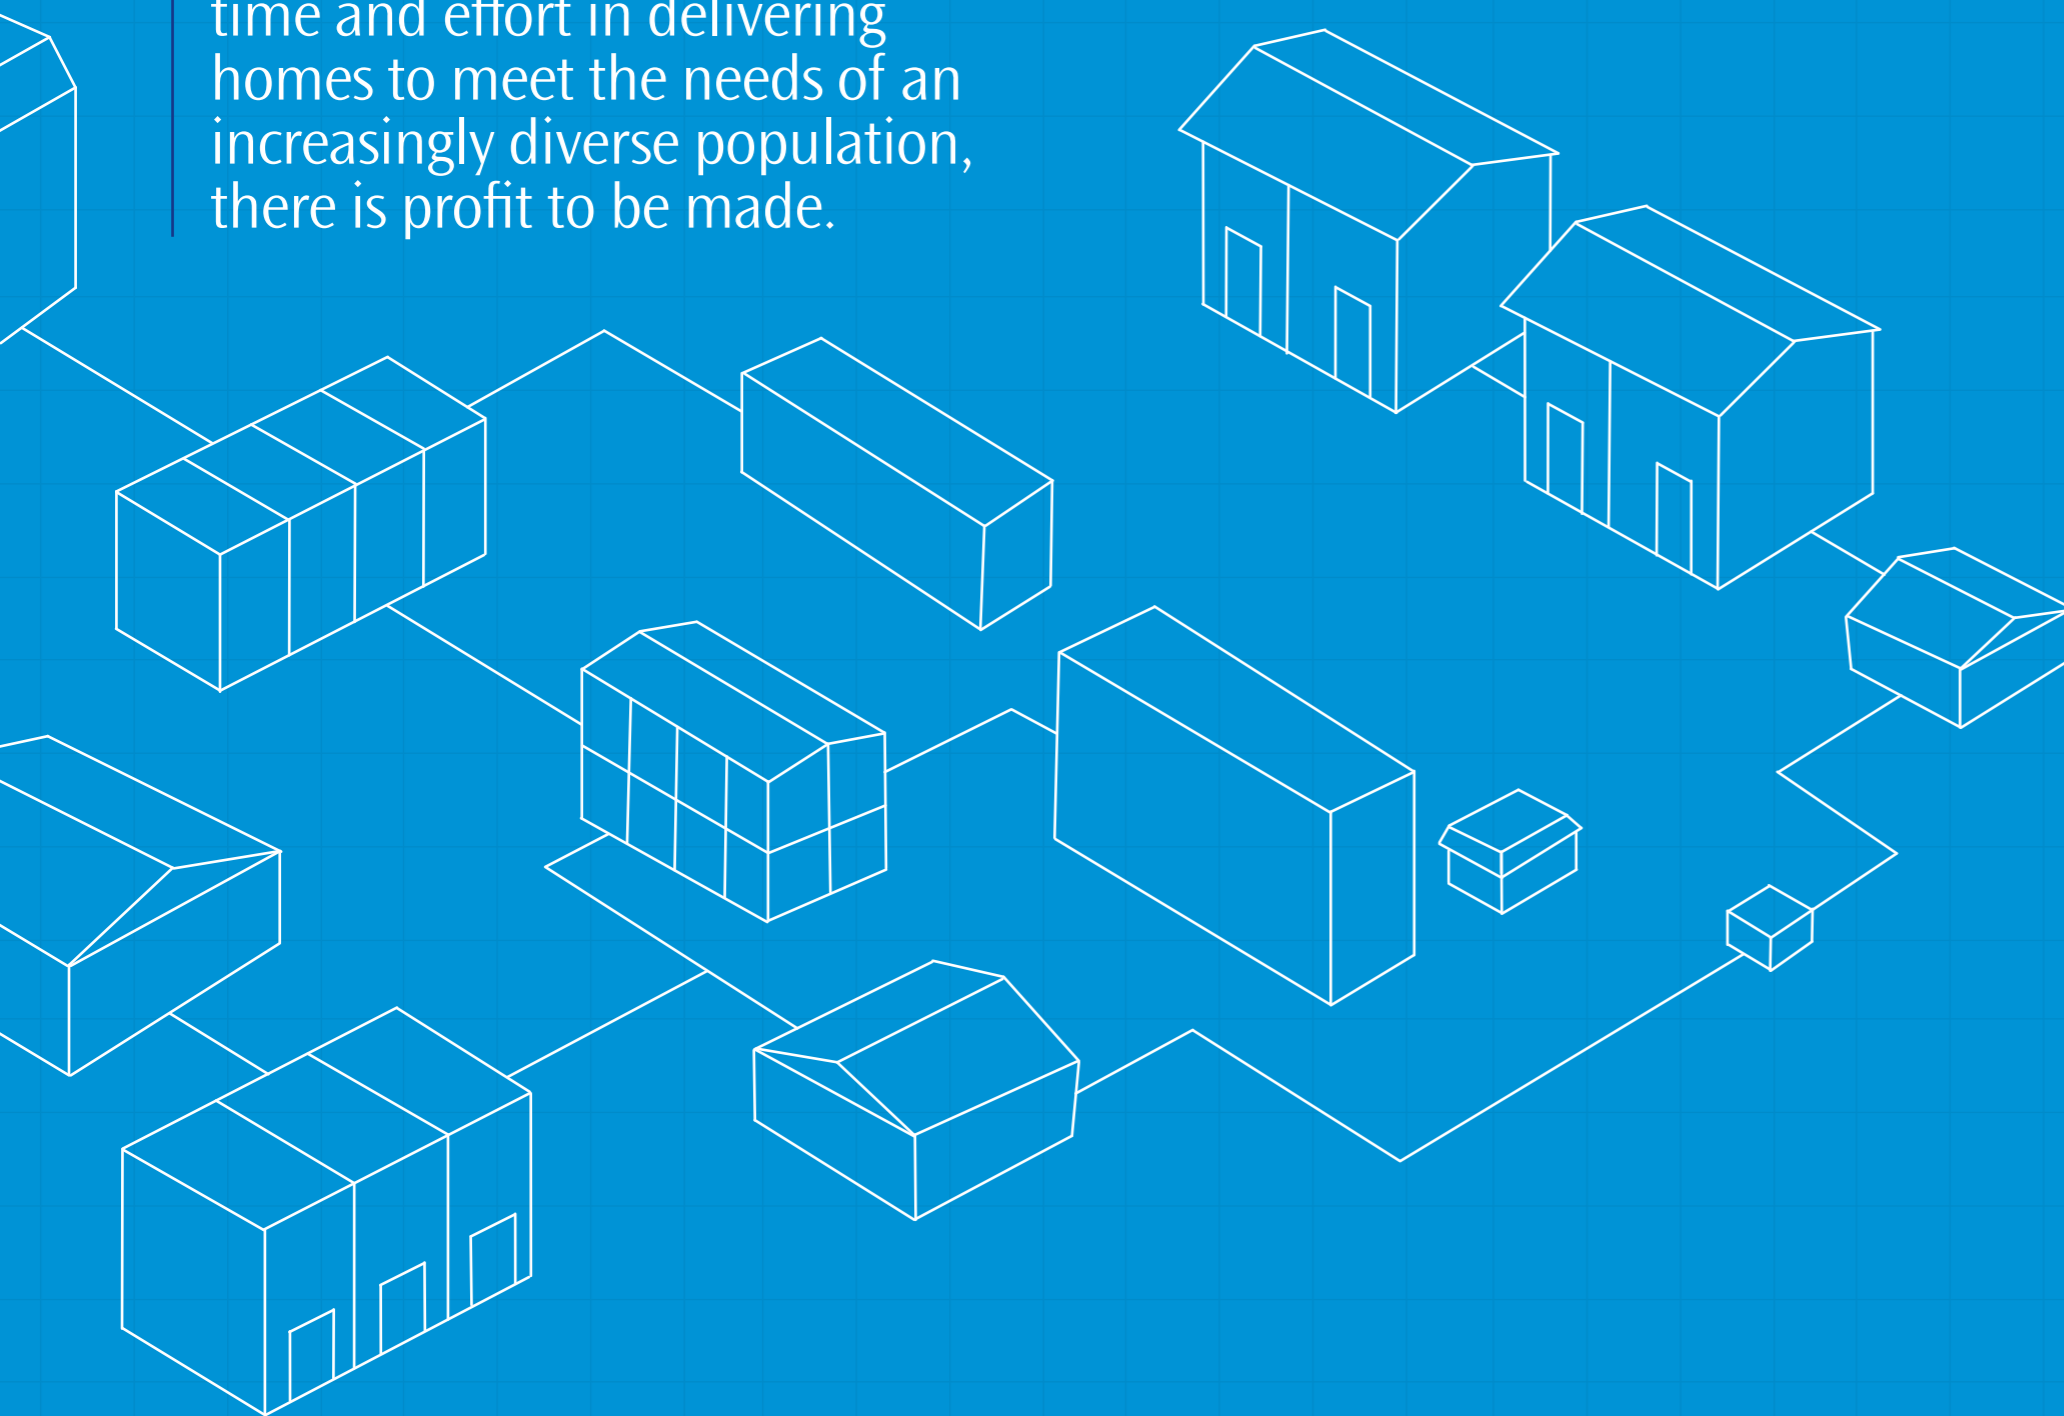 time and effort in delivering
homes to meet the needs of an
increasingly diverse population,
there is profit to be made.